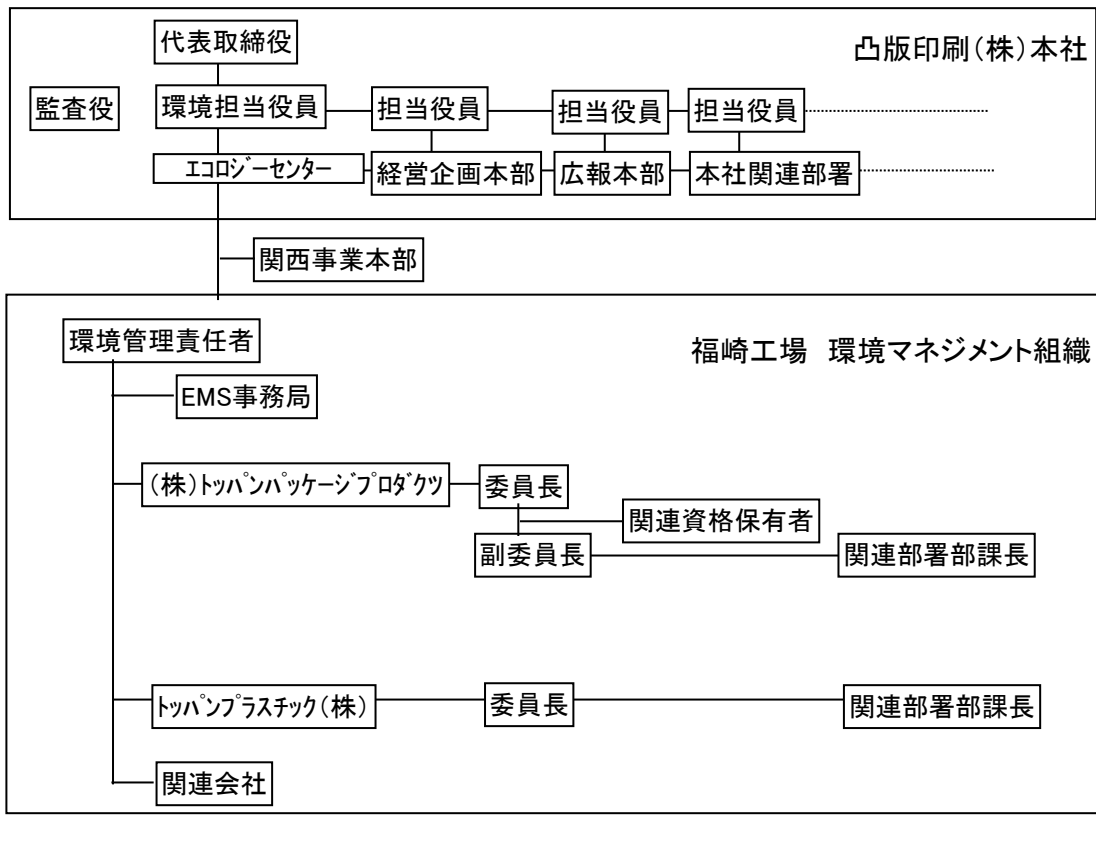 代表取締役
凸版印刷(株)本社
監査役
環境担当役員
担当役員
担当役員
担当役員
エコロジーセンター
経営企画本部
広報本部
本社関連部署
関西事業本部
環境管理責任者
福崎工場 環境マネジメント組織
EMS事務局
(株)トッパンパッケージプロダクツ
委員長
関連資格保有者
副委員長
関連部署部課長
トッパンプラスチック(株)
委員長
関連部署部課長
関連会社